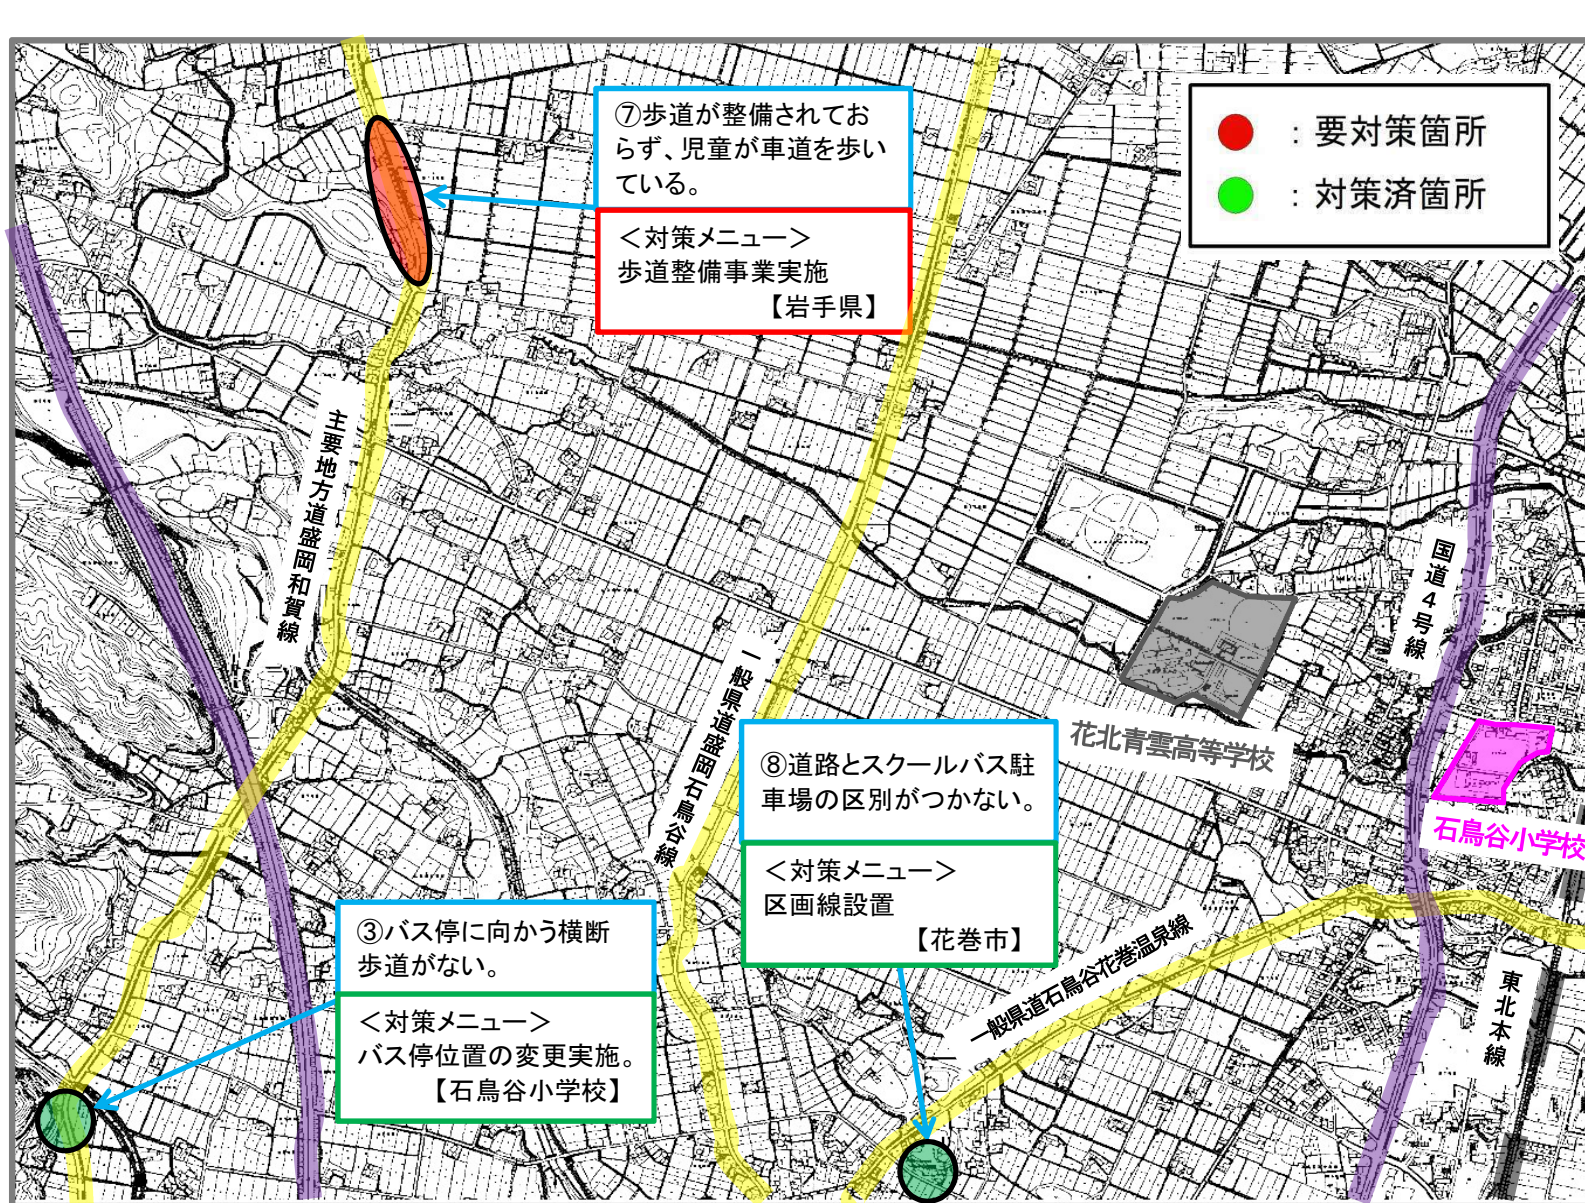 ⑦歩道が整備されてお
らず、児童が車道を歩い
ている。
＜対策メニュー＞
歩道整備事業実施
【岩手県】
：要対策箇所
：対策済箇所
主要地方道盛岡和賀線
一般県道盛岡石鳥谷線
国道4号線
花北青雲高等学校
石鳥谷小学校
⑧道路とスクールバス駐
車場の区別がつかない。
＜対策メニュー＞
区画線設置
【花巻市】
③バス停に向かう横断
歩道がない。
＜対策メニュー＞
バス停位置の変更実施。
【石鳥谷小学校】
一般県道石鳥谷花巻温泉線
東北本線